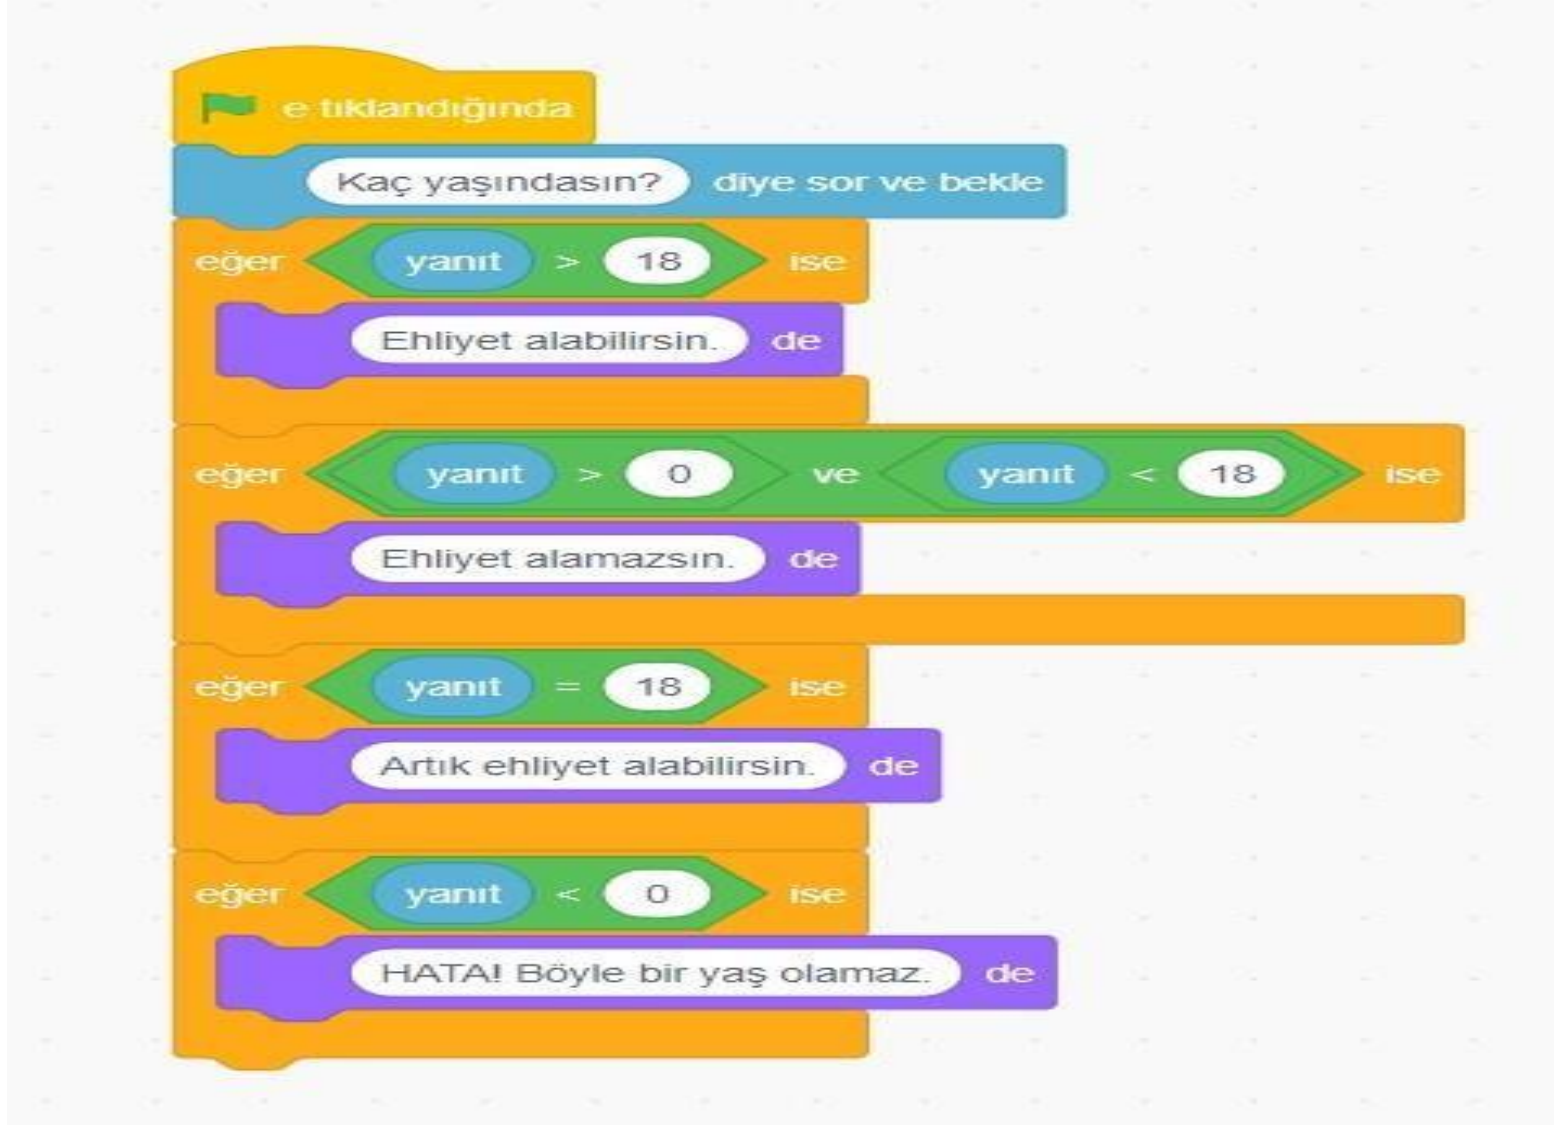 e tıklandığında
Kaç yaşındasın? diye sor ve bekle
eğer yanıt > 18 ise
Ehliyet alabilirsin. de
eğer yanıt > 0 ve yanıt < 18 ise
Ehliyet alamazsın. de
eğer yanıt = 18 ise
Artık ehliyet alabilirsin. de
eğer yanıt < 0 ise
HATA! Böyle bir yaş olamaz. de